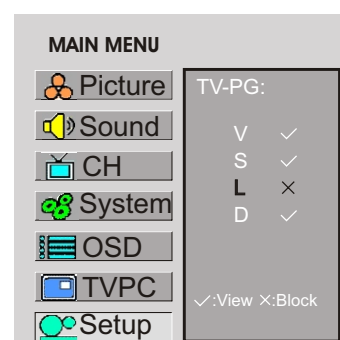 MAIN MENU
Picture
Sound
CH
System
OSD
TVPC
Setup
TV-PG:
V ✓
S ✓
L ×
D ✓
✓:View ×:Block